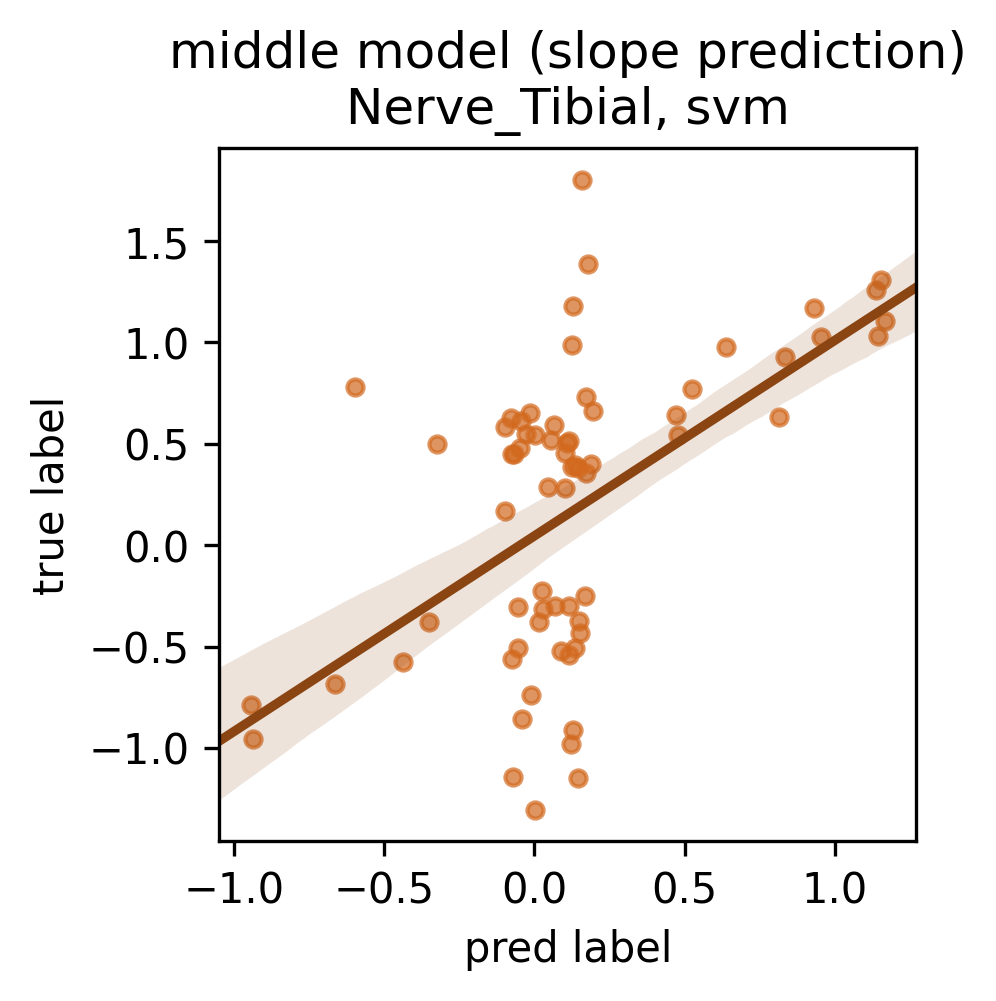 middle model (slope prediction)
Nerve_Tibial, svm
1.5
1.0
0.5
0.0
−0.5
−1.0
true label
−1.0 −0.5 0.0 0.5 1.0
pred label